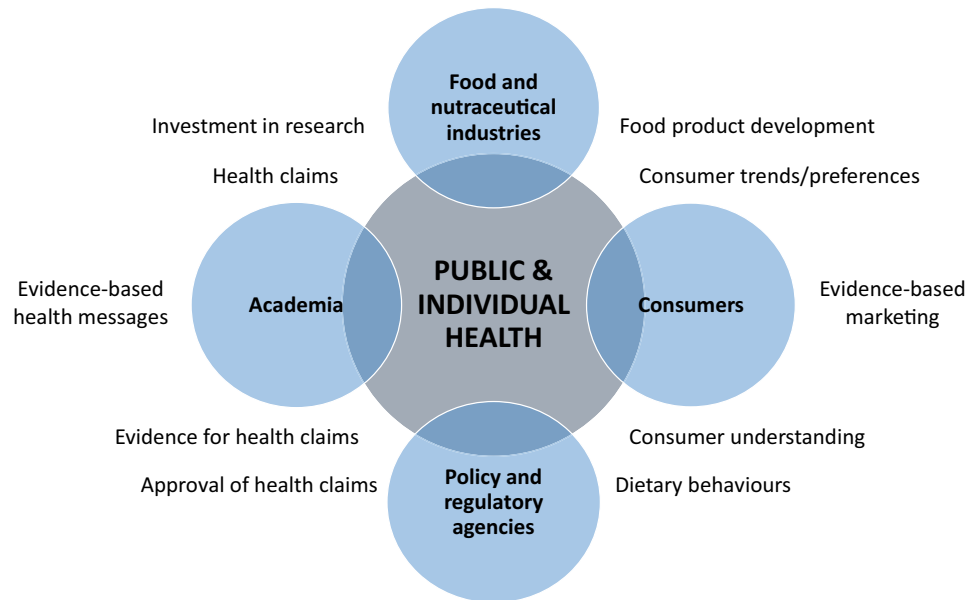 Food and
nutraceutical
industries
Investment in research
Food product development
Health claims
Consumer trends/preferences
PUBLIC &
INDIVIDUAL
HEALTH
Evidence-based
health messages
Academia
Consumers
Evidence-based
marketing
Evidence for health claims
Consumer understanding
Approval of health claims
Policy and
regulatory
agencies
Dietary behaviours